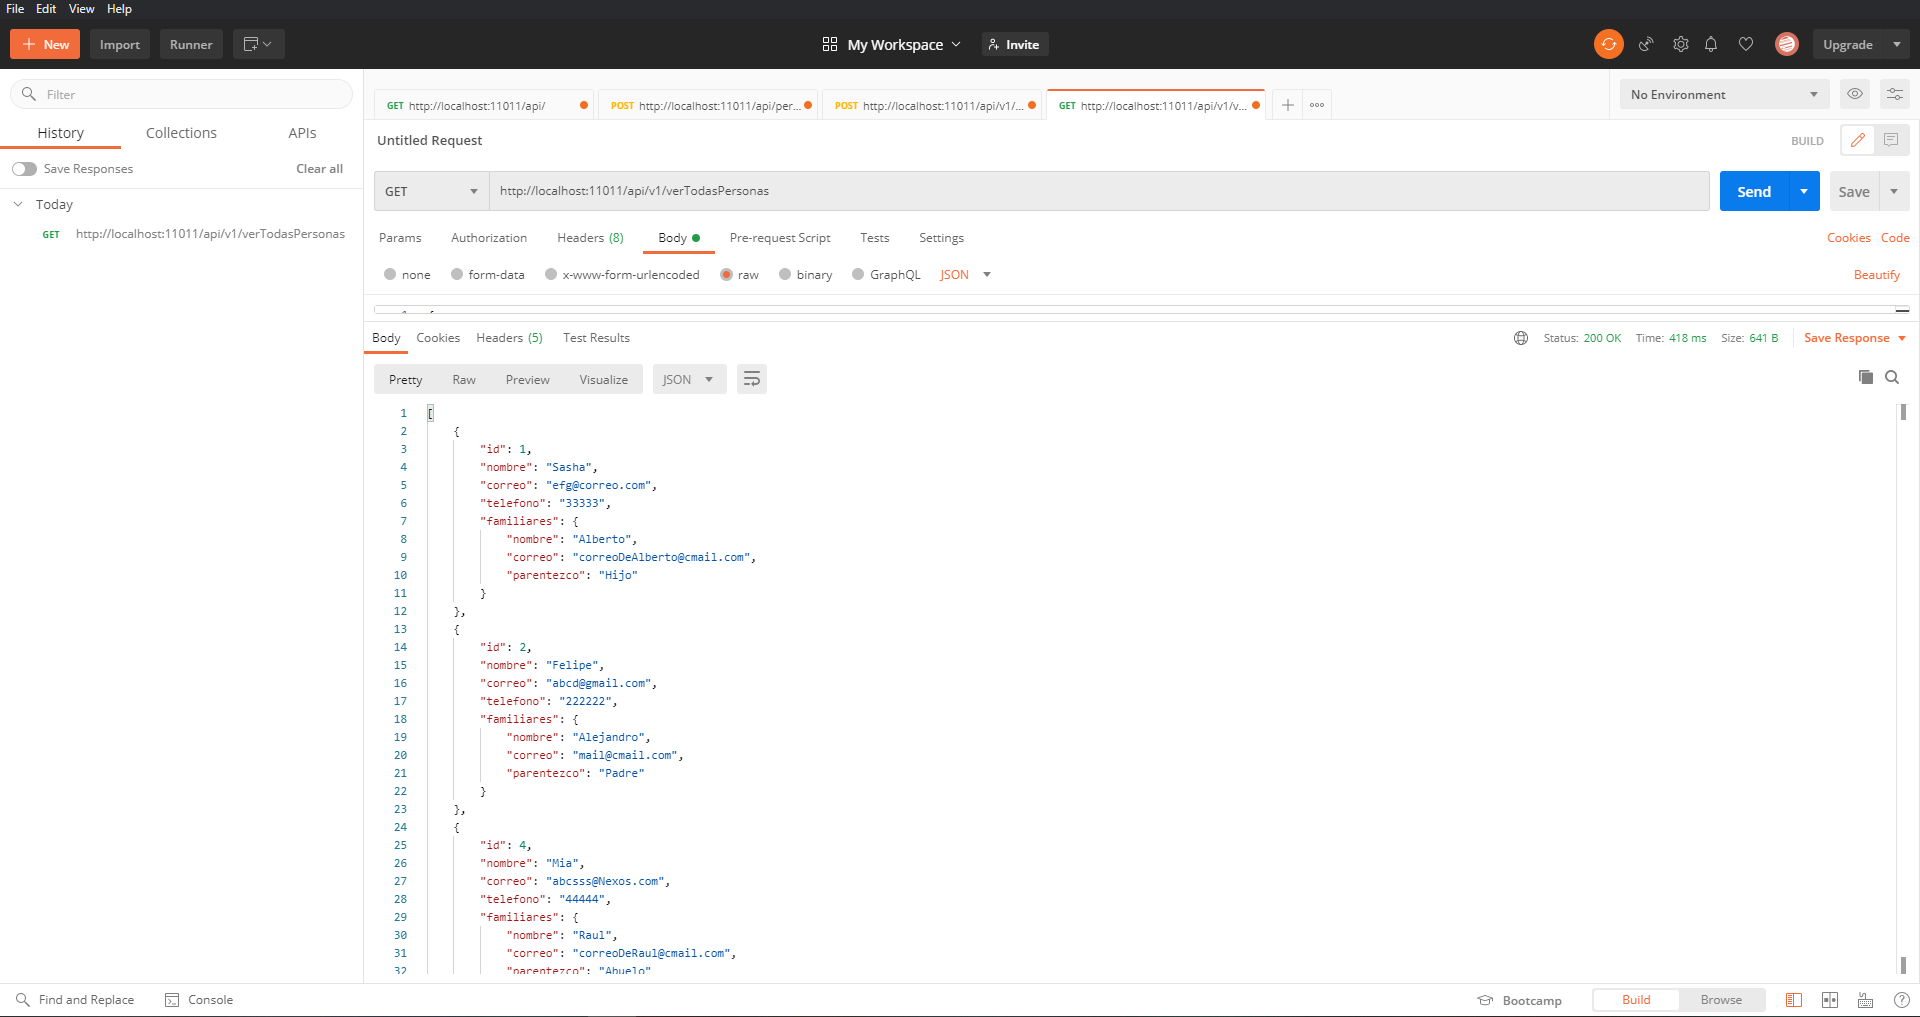 File Edit View Help
New Import Runner My Workspace Invite Upgrade
Filter
History Collections APIs
Save Responses Clear all
Today
GET http://localhost:11011/api/v1/verTodasPersonas
GET http://localhost:11011/api/ POST http://localhost:11011/api/per... POST http://localhost:11011/api/v1/... GET http://localhost:11011/api/v1/v... No Environment
Untitled Request BUILD
GET http://localhost:11011/api/v1/verTodasPersonas Send Save
Params Authorization Headers (8) Body Pre-request Script Tests Settings Cookies Code
none form-data x-www-form-urlencoded raw binary GraphQL JSON Beautify
Body Cookies Headers (5) Test Results Status: 200 OK Time: 418 ms Size: 641 B Save Response
Pretty Raw Preview Visualize JSON
1 [
2 {
3 "id": 1,
4 "nombre": "Sasha",
5 "correo": "efg@correo.com",
6 "telefono": "33333",
7 "familiares": {
8 "nombre": "Alberto",
9 "correo": "correoDeAlberto@cmail.com",
10 "parentezco": "Hijo"
11 }
12 },
13 {
14 "id": 2,
15 "nombre": "Felipe",
16 "correo": "abcd@gmail.com",
17 "telefono": "222222",
18 "familiares": {
19 "nombre": "Alejandro",
20 "correo": "mail@cmail.com",
21 "parentezco": "Padre"
22 }
23 },
24 {
25 "id": 4,
26 "nombre": "Mia",
27 "correo": "abcsss@Nexos.com",
28 "telefono": "44444",
29 "familiares": {
30 "nombre": "Raul",
31 "correo": "correoDeRaul@cmail.com",
32 "parentezco": "Abuelo"
Find and Replace Console Bootcamp Build Browse